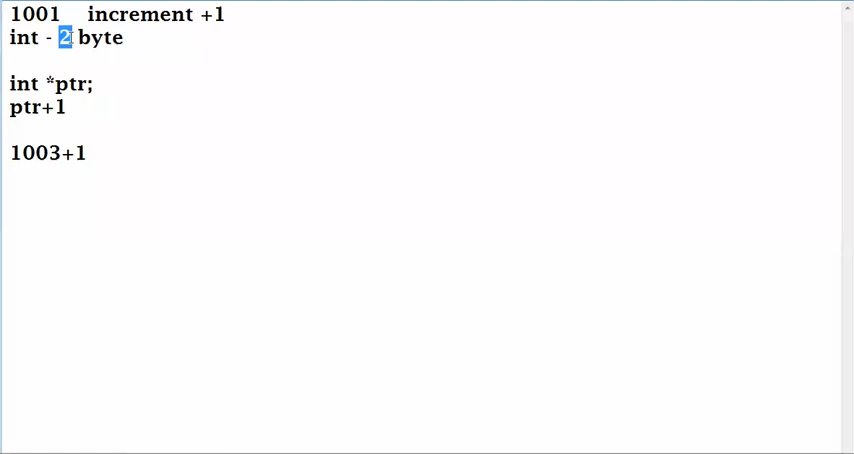 1001 increment +1
int - 2 byte
int *ptr;
ptr+1
1003+1